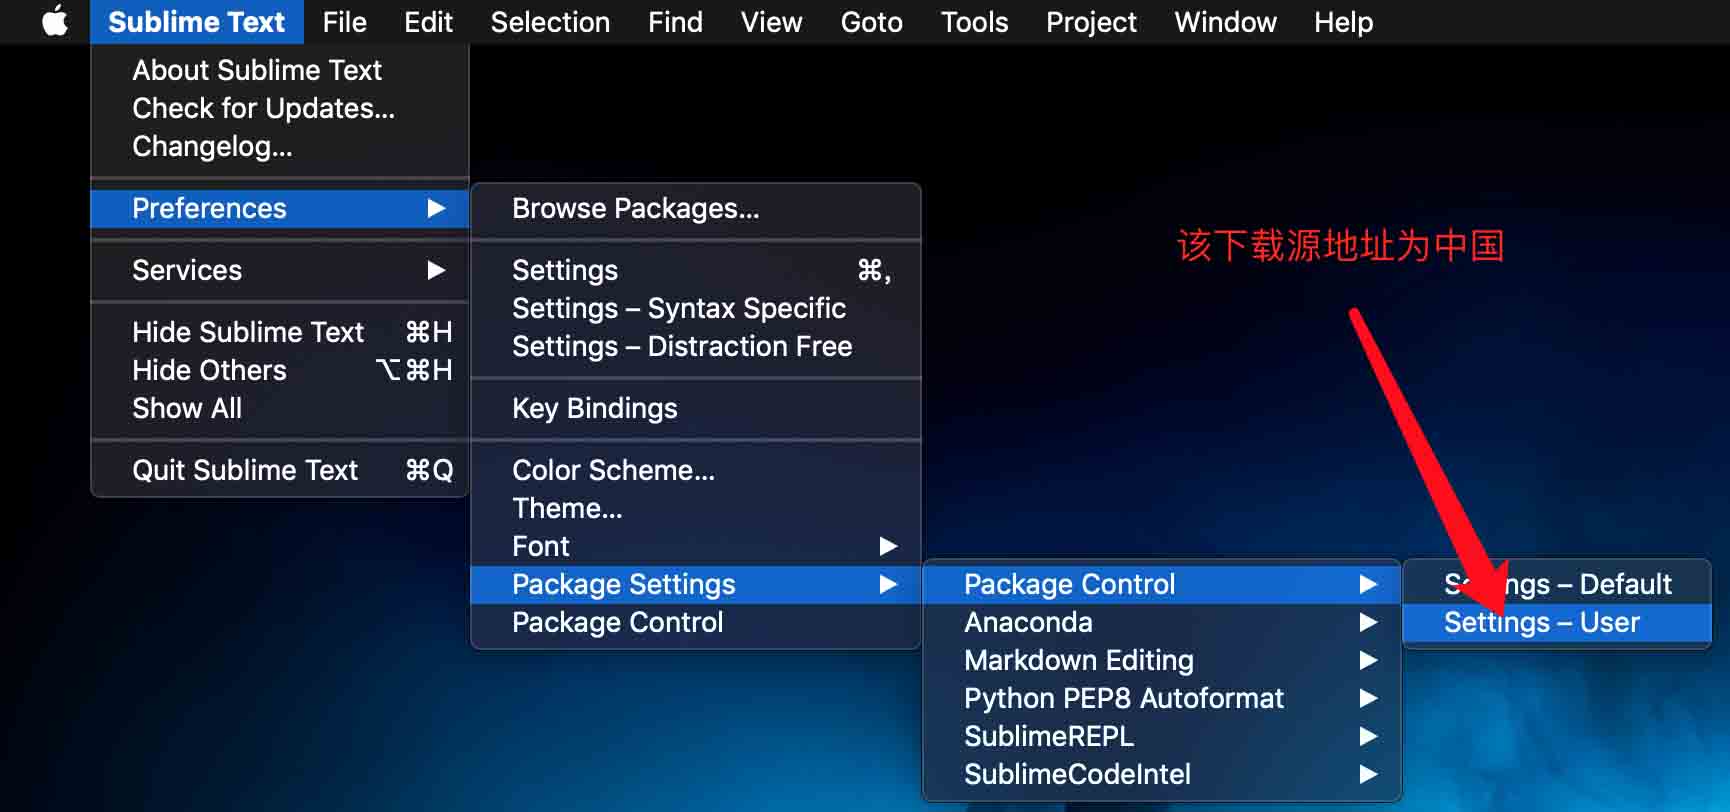 Sublime Text File Edit Selection Find View Goto Tools Project Window Help
About Sublime Text
Check for Updates...
Changelog...
Preferences ▶
Services ▶
Hide Sublime Text ⌘H
Hide Others ⌥⌘H
Show All
Quit Sublime Text ⌘Q
Browse Packages...
Settings ⌘,
Settings – Syntax Specific
Settings – Distraction Free
Key Bindings
Color Scheme...
Theme...
Font ▶
Package Settings ▶
Package Control
Package Control ▶
Anaconda ▶
Markdown Editing ▶
Python PEP8 Autoformat ▶
SublimeREPL ▶
SublimeCodeIntel ▶
该下载源地址为中国
Settings – Default
Settings – User